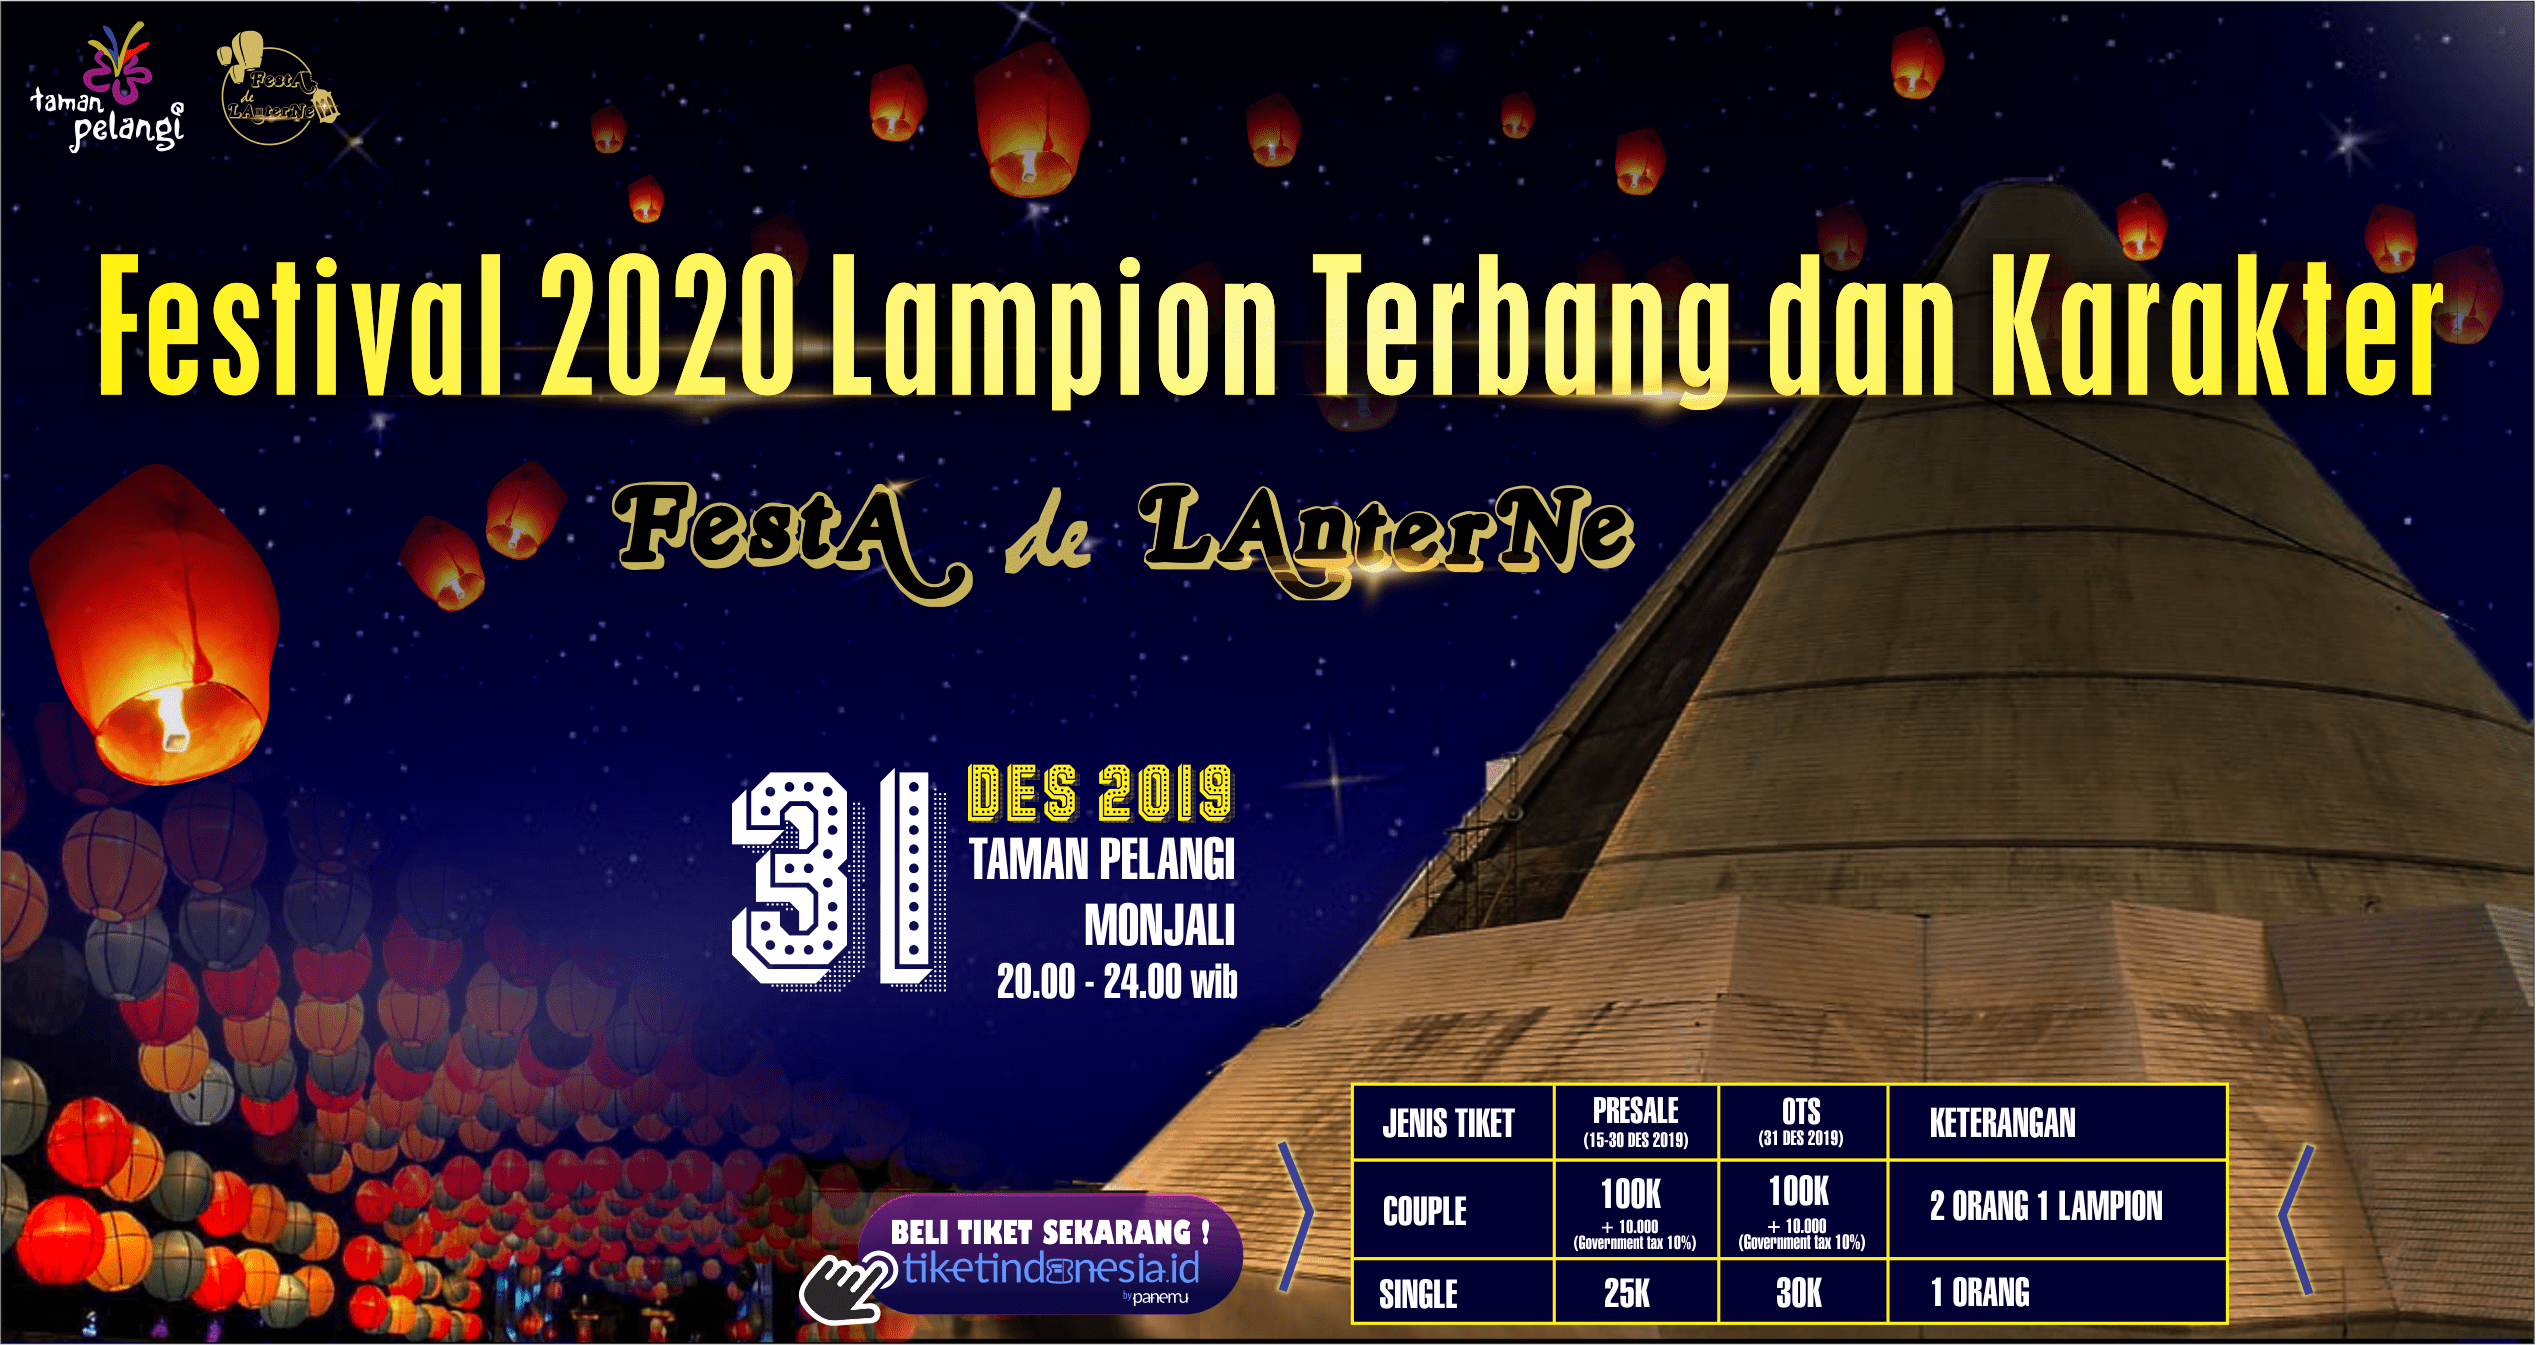 taman
pelangi
FestA
de
LAnterNe
Festival 2020 Lampion Terbang dan Karakter
FestA de LAnterNe
31
DES 2019
TAMAN PELANGI
MONJALI
20.00 - 24.00 wib
BELI TIKET SEKARANG !
tiketindonesia.id
by panemu
JENIS TIKET
PRESALE
(15-30 DES 2019)
OTS
(31 DES 2019)
KETERANGAN
COUPLE
100K
+ 10.000
(Government tax 10%)
100K
+ 10.000
(Government tax 10%)
2 ORANG 1 LAMPION
SINGLE
25K
30K
1 ORANG